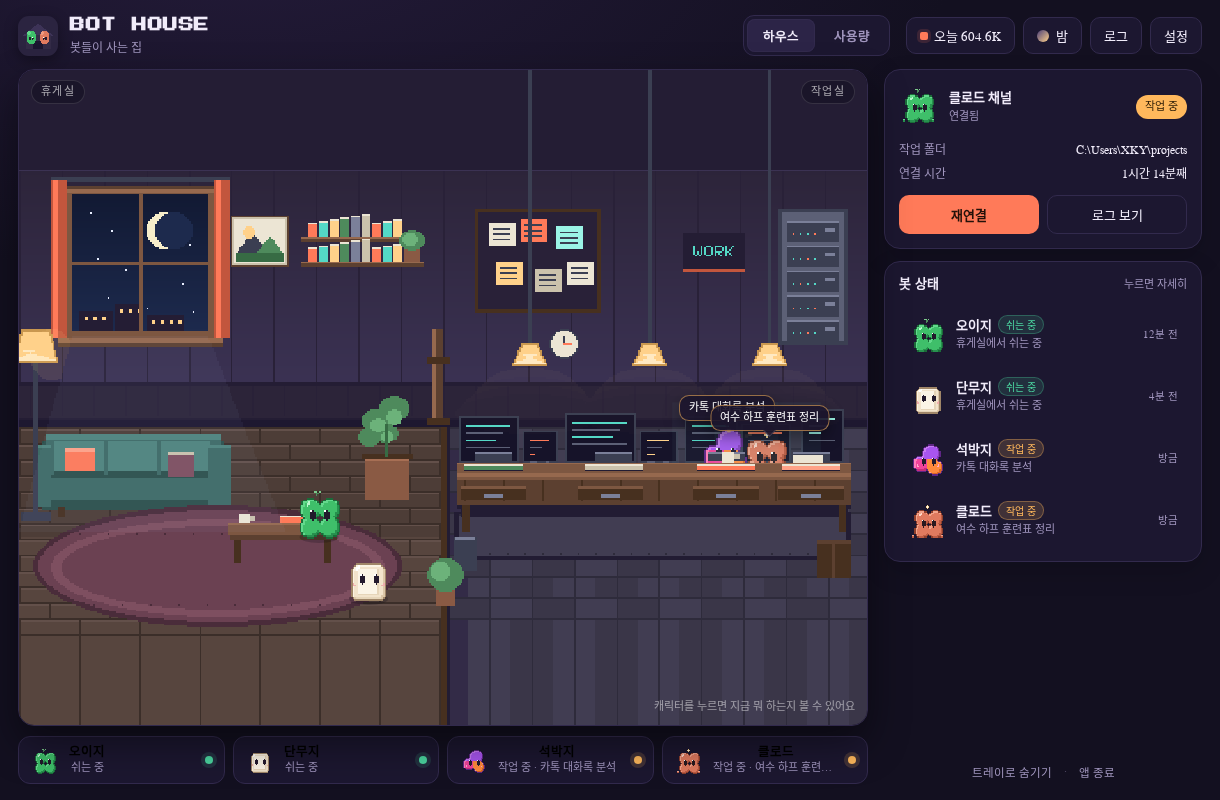 BOT HOUSE
봇들이 사는 집
하우스
사용량
오늘 604.6K
밤
로그
설정
휴게실
작업실
WORK
여수 하프 훈련표 정리
캐릭터를 누르면 지금 뭐 하는지 볼 수 있어요
클로드 채널
연결됨
작업 중
작업 폴더
C:\Users\XKY\projects
연결 시간
1시간 14분째
재연결
로그 보기
봇 상태
누르면 자세히
오이지
쉬는 중
휴게실에서 쉬는 중
12분 전
단무지
쉬는 중
휴게실에서 쉬는 중
4분 전
석박지
작업 중
카톡 대화록 분석
방금
클로드
작업 중
여수 하프 훈련표 정리
방금
오이지
쉬는 중
단무지
쉬는 중
석박지
작업 중 · 카톡 대화록 분석
클로드
작업 중 · 여수 하프 훈련…
트레이로 숨기기 · 앱 종료